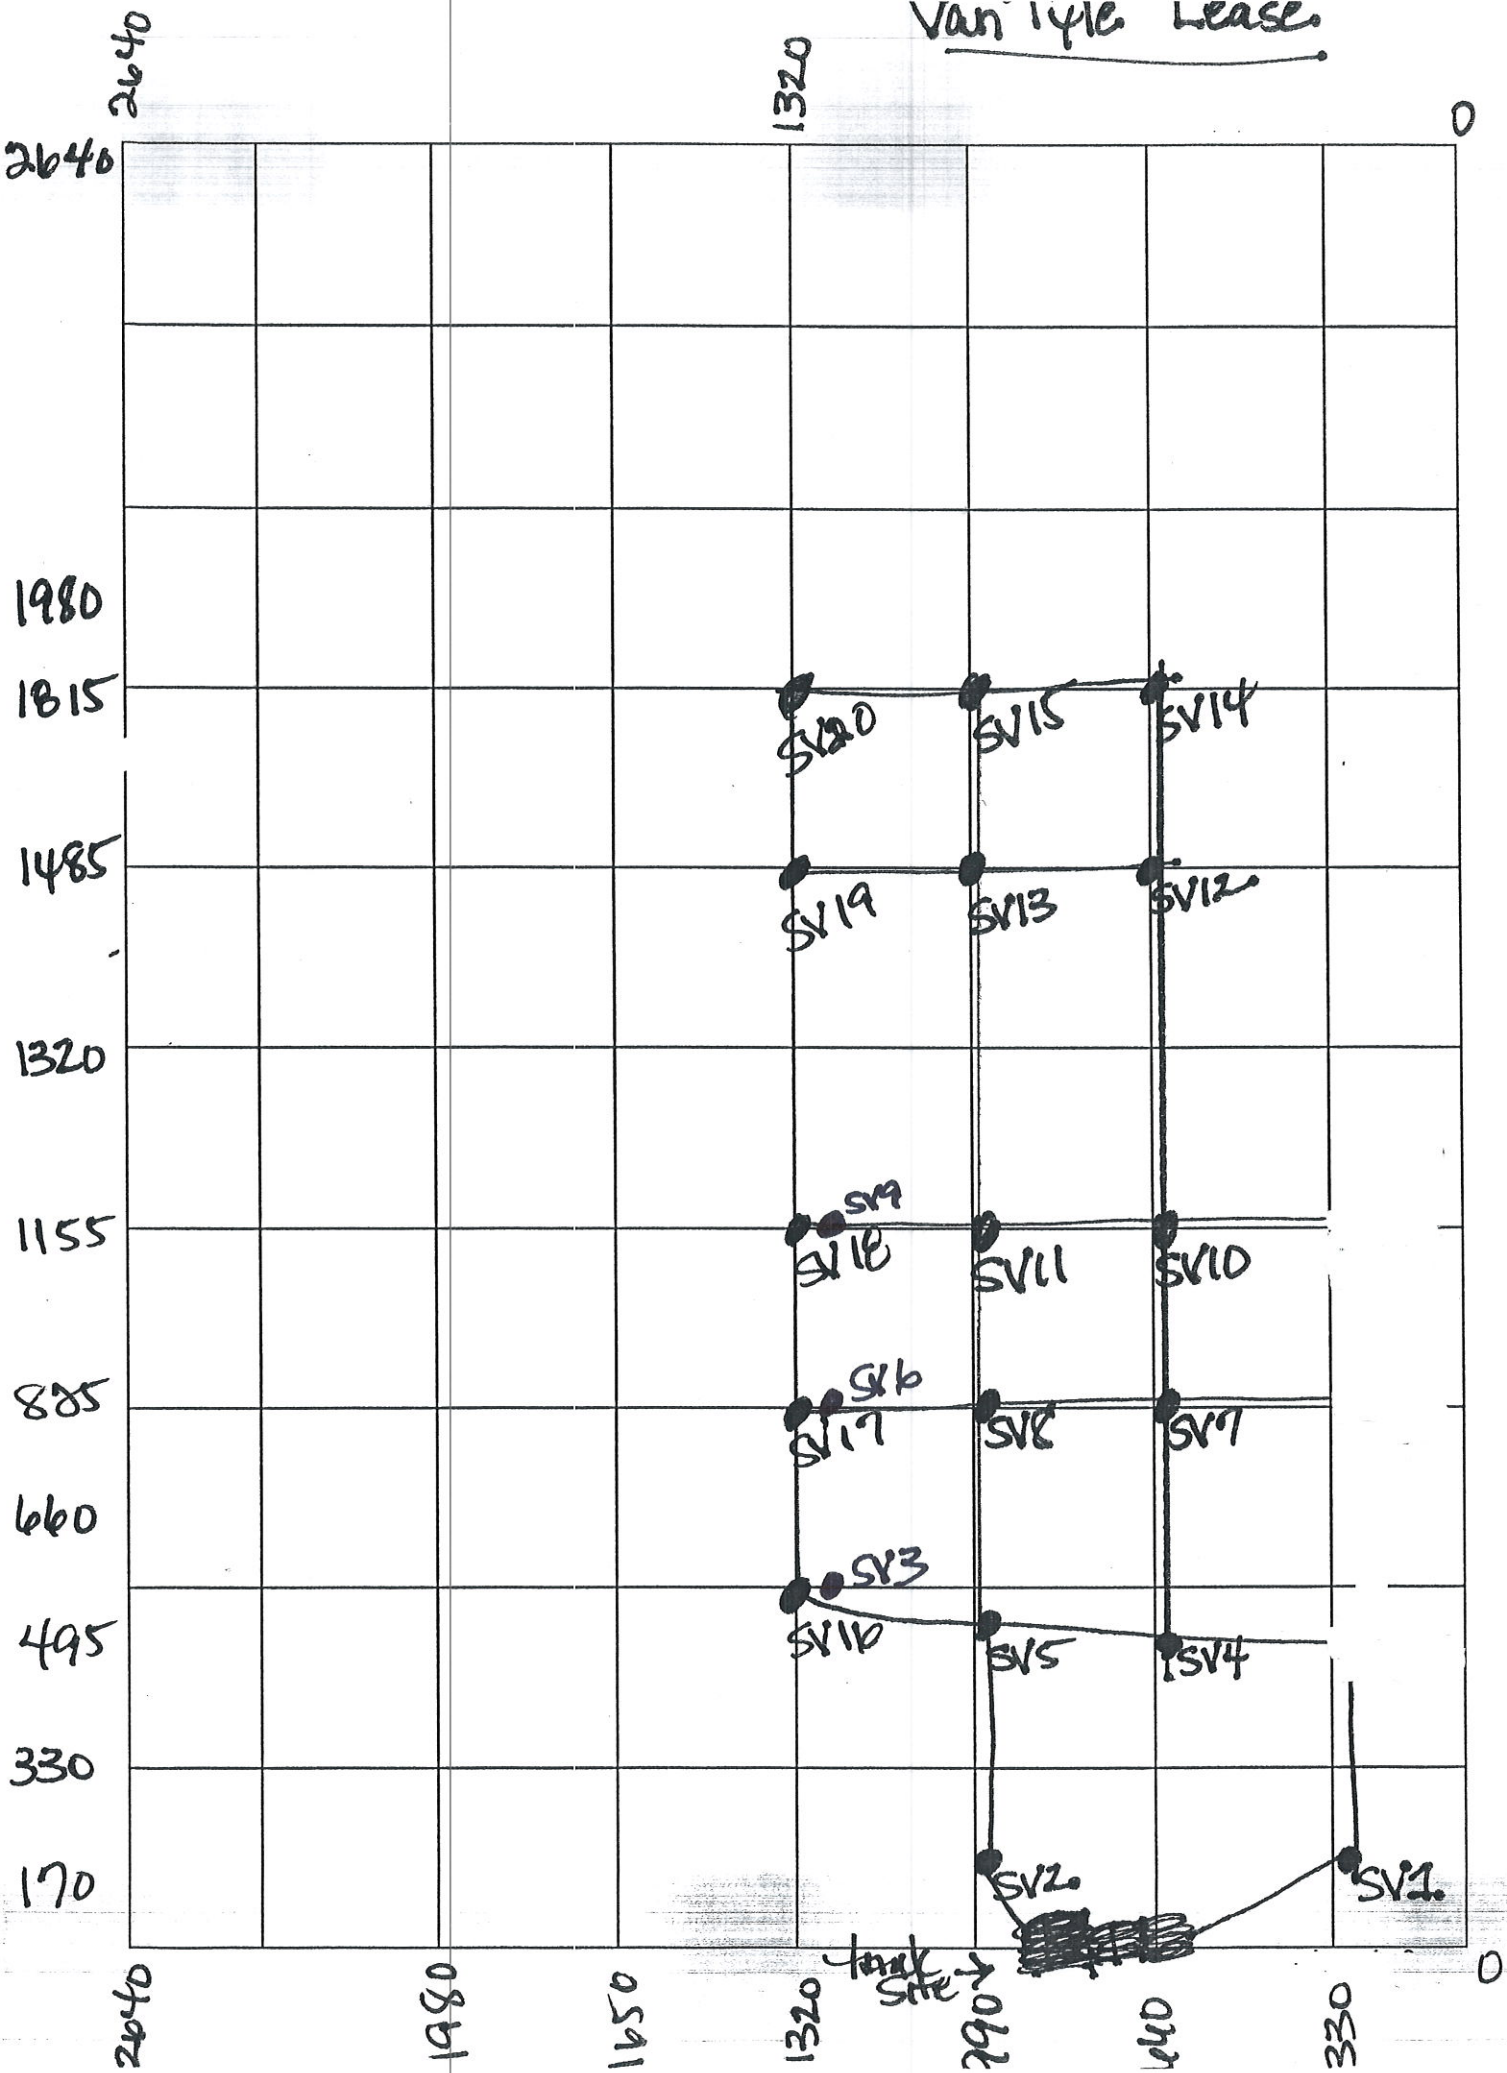 Van Tyle Lease.
2640
1320
0
2640
1980
1815
SV20
SV15
SV14
1485
SV19
SV13
SV12
1320
SV9
1155
SV18
SV11
SV10
SV6
825
SV17
SV8
SV7
660
SV3
495
SV16
SV5
SV4
330
170
SV2.
SV1.
tank
site →
0
2640
1980
1650
1320
990
660
330